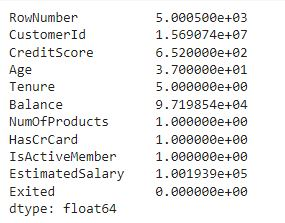 RowNumber 5.000500e+03
CustomerId 1.569074e+07
CreditScore 6.520000e+02
Age 3.700000e+01
Tenure 5.000000e+00
Balance 9.719854e+04
NumOfProducts 1.000000e+00
HasCrCard 1.000000e+00
IsActiveMember 1.000000e+00
EstimatedSalary 1.001939e+05
Exited 0.000000e+00
dtype: float64